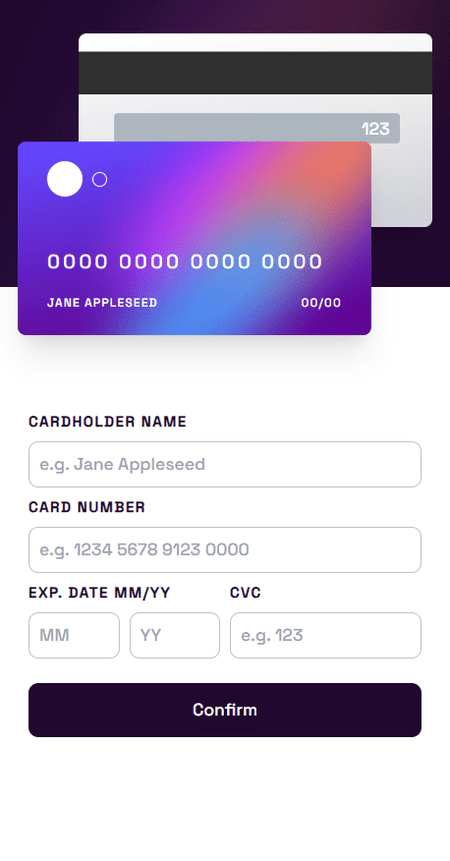 123
0000 0000 0000 0000
JANE APPLESEED 00/00
CARDHOLDER NAME
e.g. Jane Appleseed
CARD NUMBER
e.g. 1234 5678 9123 0000
EXP. DATE MM/YY CVC
MM YY e.g. 123
Confirm